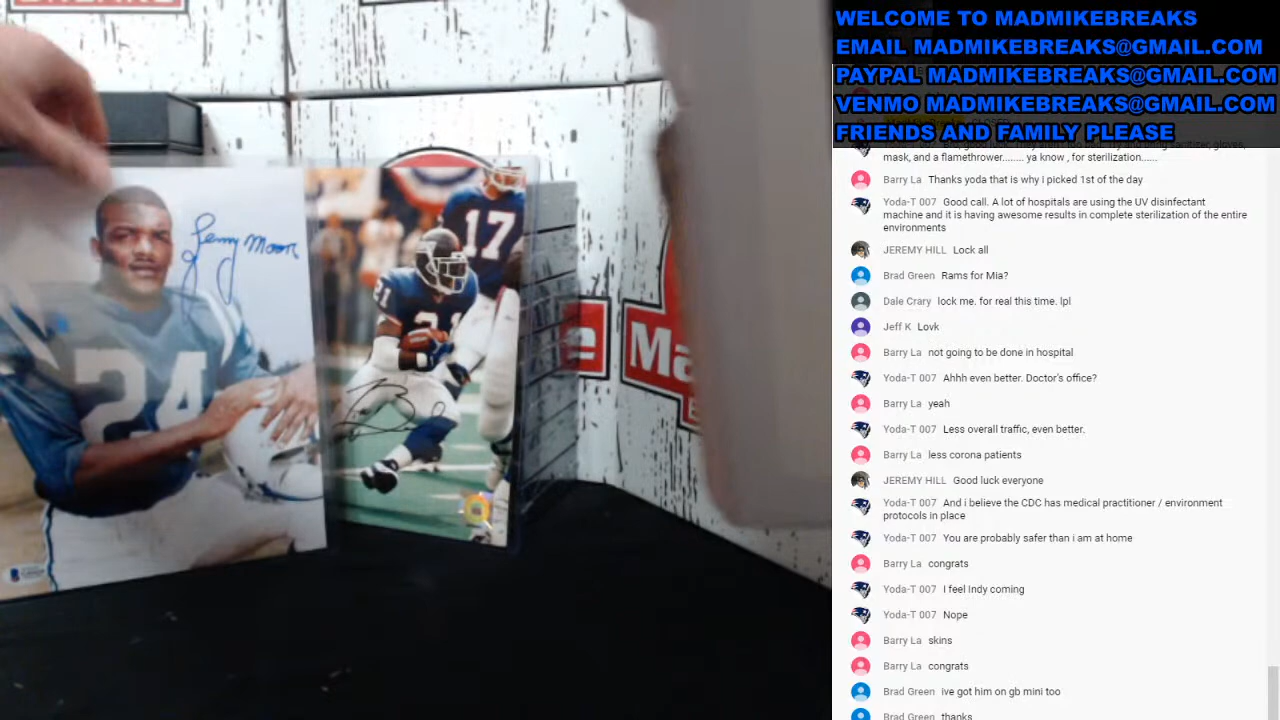 WELCOME TO MADMIKEBREAKS
EMAIL MADMIKEBREAKS@GMAIL.COM
PAYPAL MADMIKEBREAKS@GMAIL.COM
VENMO MADMIKEBREAKS@GMAIL.COM
FRIENDS AND FAMILY PLEASE
mask, and a flamethrower........ ya know , for sterilization......
Barry La Thanks yoda that is why i picked 1st of the day
Yoda-T 007 Good call. A lot of hospitals are using the UV disinfectant
machine and it is having awesome results in complete sterilization of the entire
environments
JEREMY HILL Lock all
Brad Green Rams for Mia?
Dale Crary lock me. for real this time. lpl
Jeff K Lovk
Barry La not going to be done in hospital
Yoda-T 007 Ahhh even better. Doctor's office?
Barry La yeah
Yoda-T 007 Less overall traffic, even better.
Barry La less corona patients
JEREMY HILL Good luck everyone
Yoda-T 007 And i believe the CDC has medical practitioner / environment
protocols in place
Yoda-T 007 You are probably safer than i am at home
Barry La congrats
Yoda-T 007 I feel Indy coming
Yoda-T 007 Nope
Barry La skins
Barry La congrats
Brad Green ive got him on gb mini too
Brad Green thanks
Lenny Moore
24
17
21
21
Ma